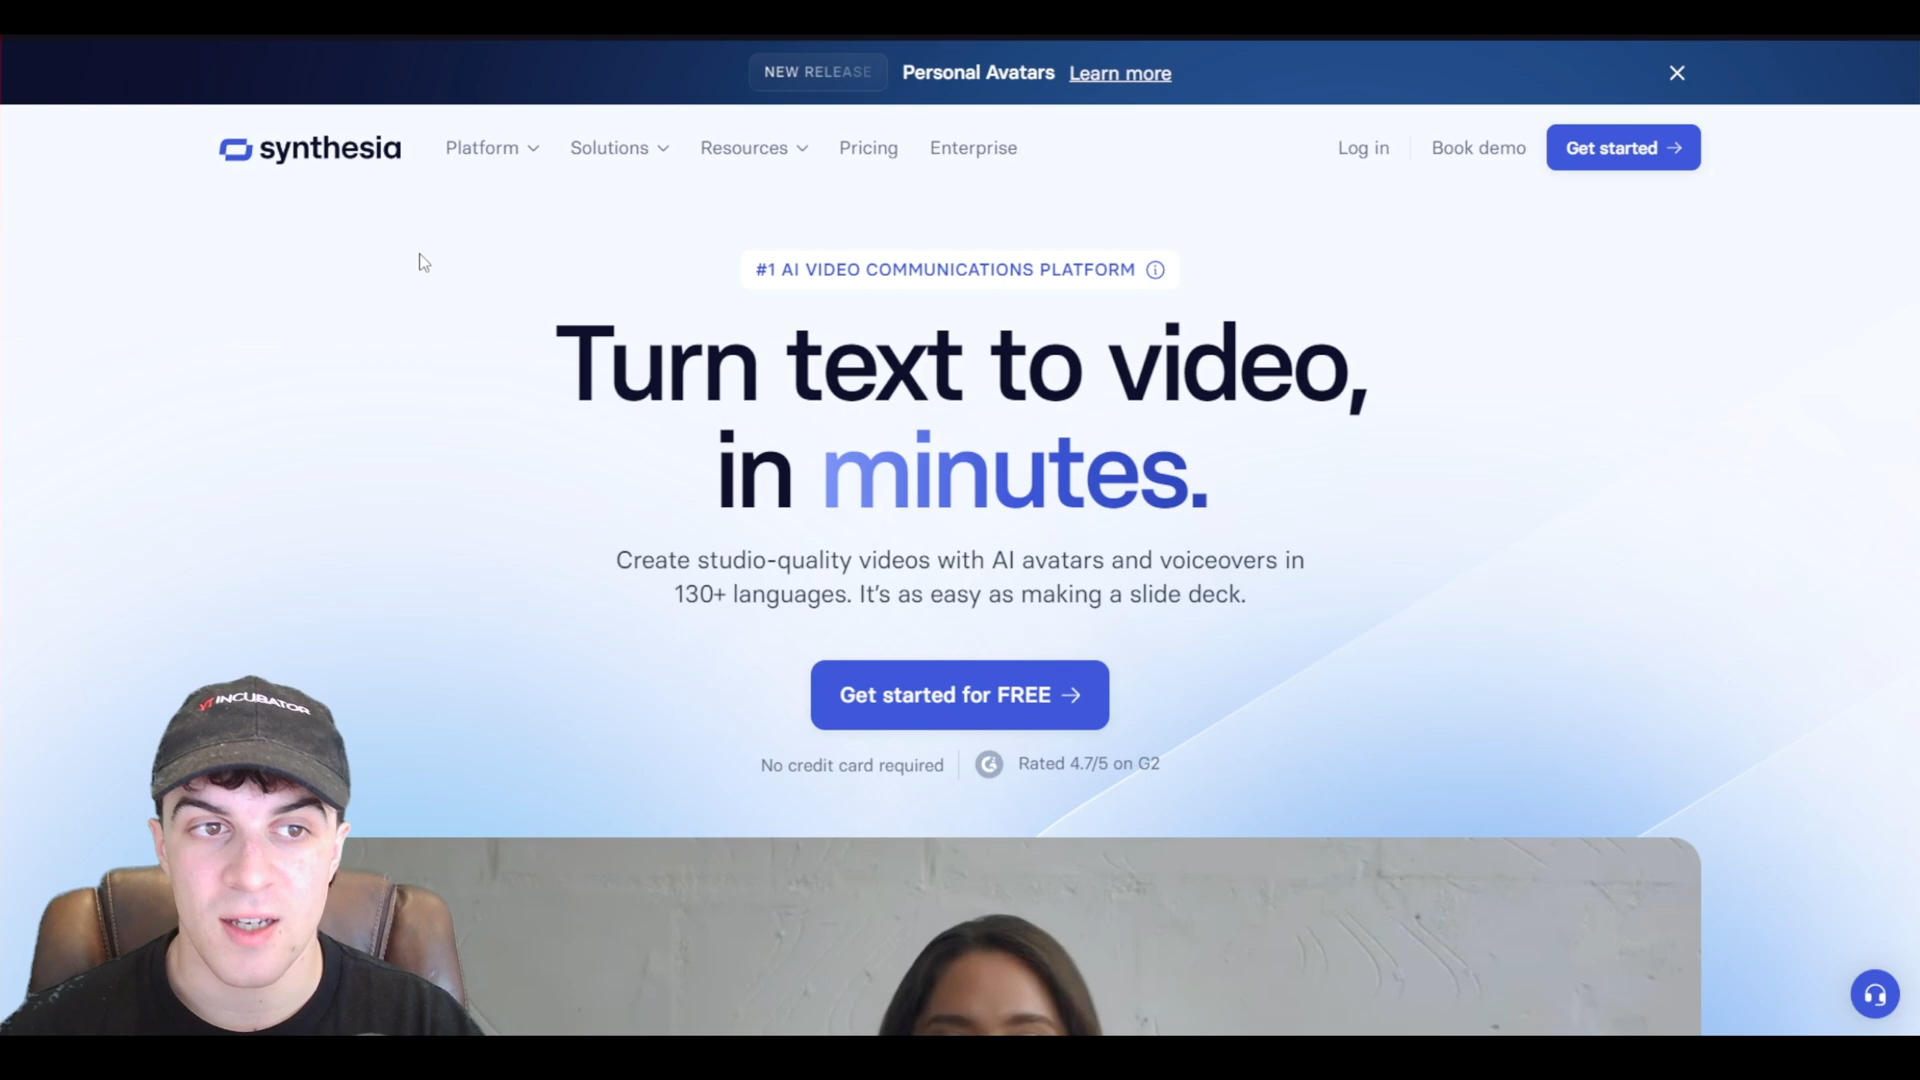 NEW RELEASE Personal Avatars Learn more
synthesia Platform Solutions Resources Pricing Enterprise Log in Book demo Get started
#1 AI VIDEO COMMUNICATIONS PLATFORM
Turn text to video,
in minutes.
Create studio-quality videos with AI avatars and voiceovers in
130+ languages. It's as easy as making a slide deck.
Get started for FREE
No credit card required Rated 4.7/5 on G2
YTINCUBATOR